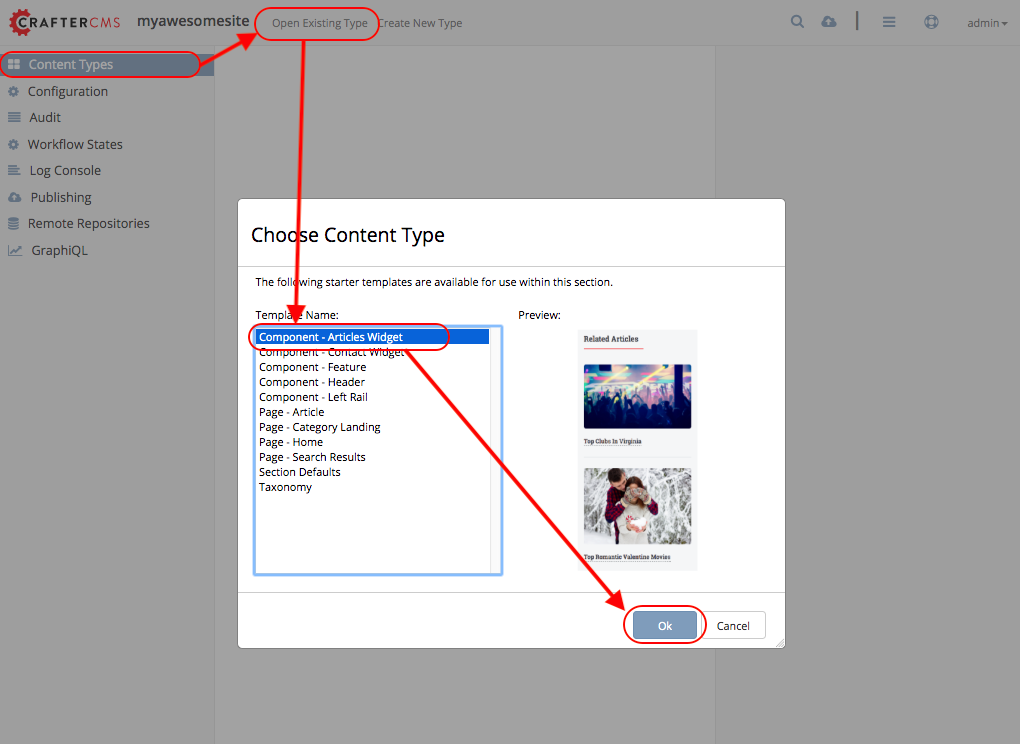 CRAFTERCMS myawesomesite Open Existing Type Create New Type admin
Content Types
Configuration
Audit
Workflow States
Log Console
Publishing
Remote Repositories
GraphiQL
Choose Content Type
The following starter templates are available for use within this section.
Template Name: Preview:
Component - Articles Widget
Component - Contact Widget
Component - Feature
Component - Header
Component - Left Rail
Page - Article
Page - Category Landing
Page - Home
Page - Search Results
Section Defaults
Taxonomy
Related Articles
Top Clubs In Virginia
Top Romantic Valentine Movies
Ok Cancel